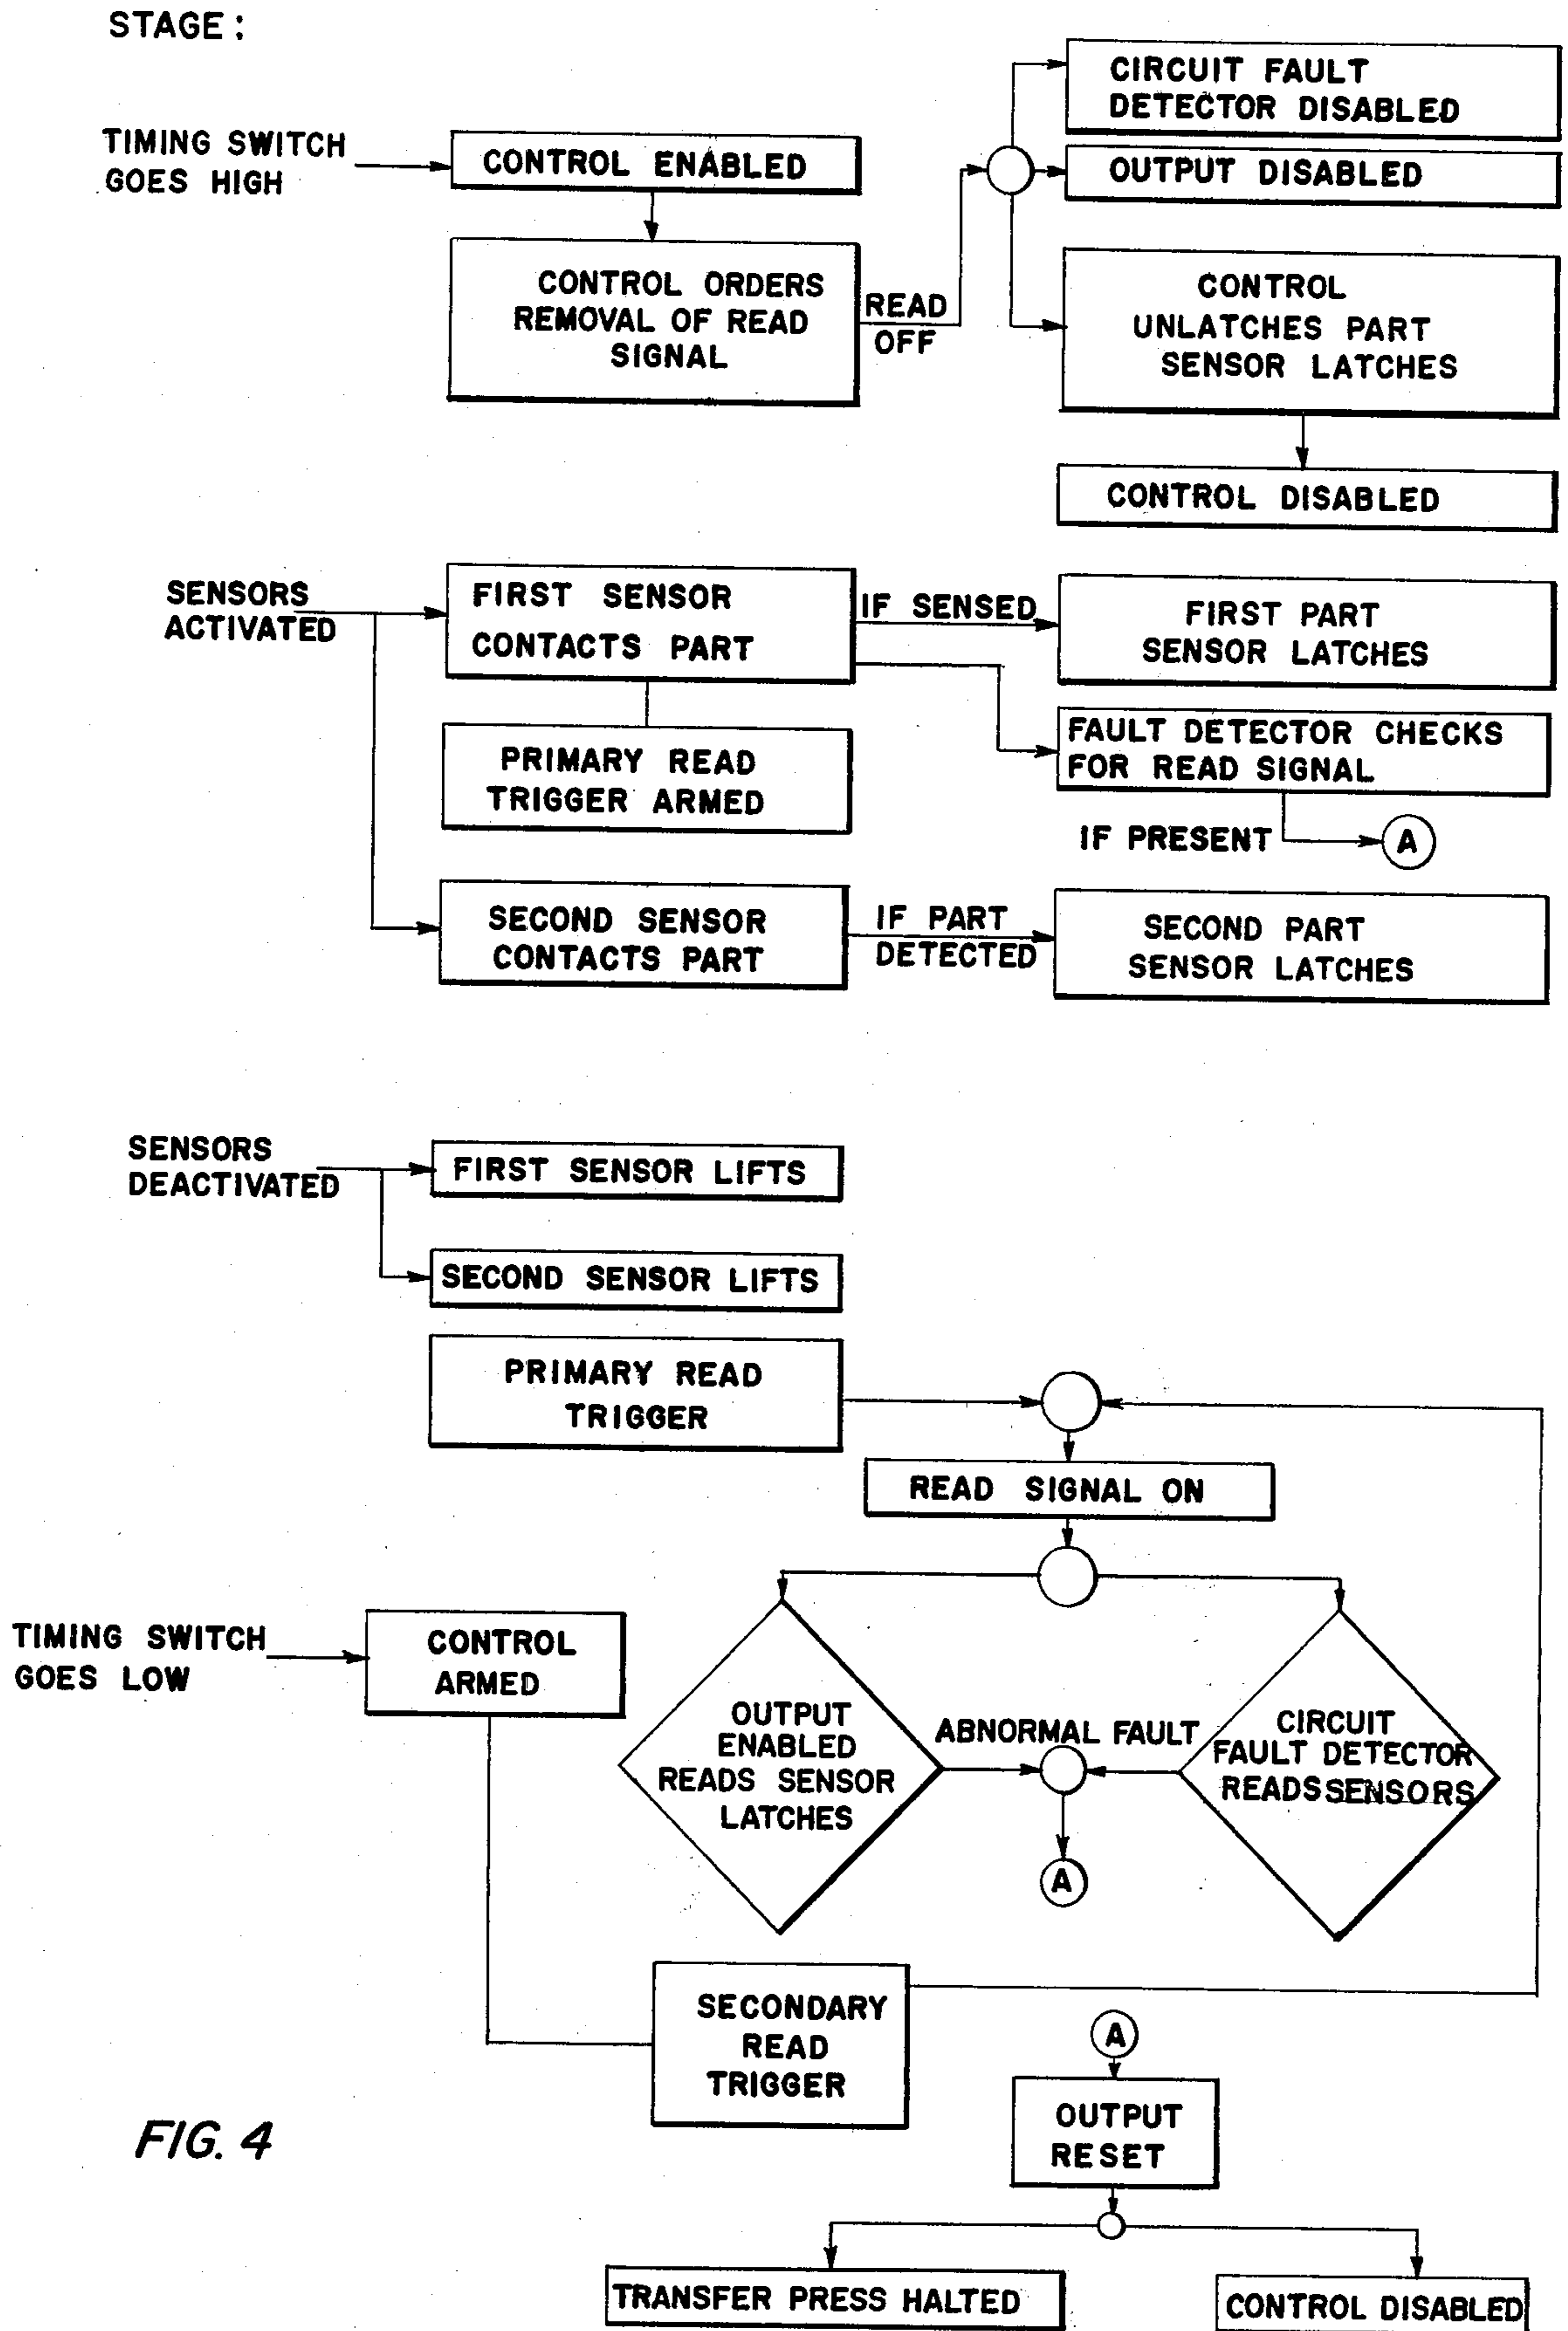 STAGE:
CIRCUIT FAULT
DETECTOR DISABLED
TIMING SWITCH
GOES HIGH
CONTROL ENABLED
OUTPUT DISABLED
CONTROL ORDERS
REMOVAL OF READ
SIGNAL
READ
OFF
CONTROL
UNLATCHES PART
SENSOR LATCHES
CONTROL DISABLED
SENSORS
ACTIVATED
FIRST SENSOR
CONTACTS PART
IF SENSED
FIRST PART
SENSOR LATCHES
PRIMARY READ
TRIGGER ARMED
FAULT DETECTOR CHECKS
FOR READ SIGNAL
IF PRESENT
A
SECOND SENSOR
CONTACTS PART
IF PART
DETECTED
SECOND PART
SENSOR LATCHES
SENSORS
DEACTIVATED
FIRST SENSOR LIFTS
SECOND SENSOR LIFTS
PRIMARY READ
TRIGGER
READ SIGNAL ON
TIMING SWITCH
GOES LOW
CONTROL
ARMED
OUTPUT
ENABLED
READS SENSOR
LATCHES
ABNORMAL FAULT
CIRCUIT
FAULT DETECTOR
READS SENSORS
A
SECONDARY
READ
TRIGGER
A
OUTPUT
RESET
FIG. 4
TRANSFER PRESS HALTED
CONTROL DISABLED